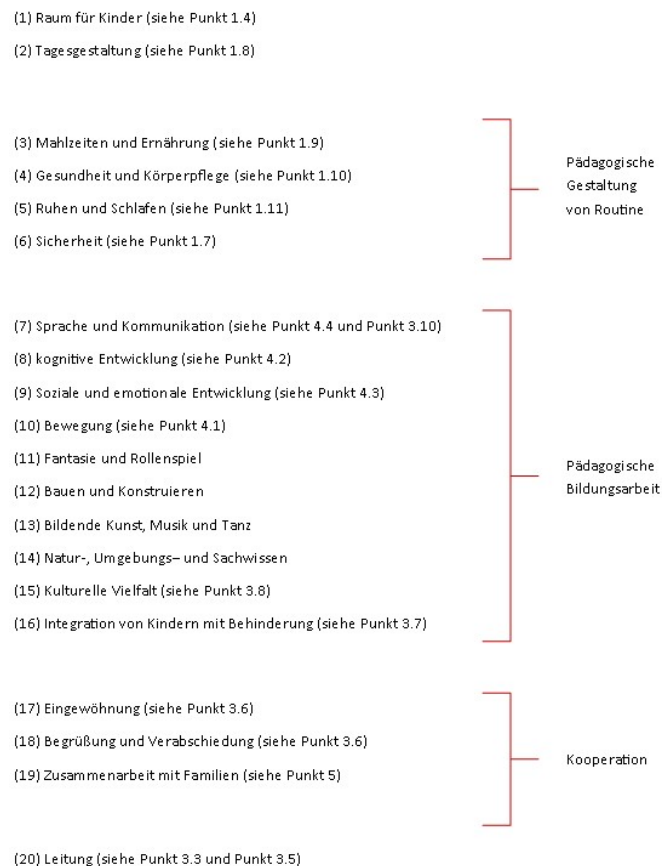 (1) Raum für Kinder (siehe Punkt 1.4)
(2) Tagesgestaltung (siehe Punkt 1.8)
(3) Mahlzeiten und Ernährung (siehe Punkt 1.9)
(4) Gesundheit und Körperpflege (siehe Punkt 1.10)
(5) Ruhen und Schlafen (siehe Punkt 1.11)
(6) Sicherheit (siehe Punkt 1.7)
Pädagogische
Gestaltung
von Routine
(7) Sprache und Kommunikation (siehe Punkt 4.4 und Punkt 3.10)
(8) kognitive Entwicklung (siehe Punkt 4.2)
(9) Soziale und emotionale Entwicklung (siehe Punkt 4.3)
(10) Bewegung (siehe Punkt 4.1)
(11) Fantasie und Rollenspiel
(12) Bauen und Konstruieren
(13) Bildende Kunst, Musik und Tanz
(14) Natur-, Umgebungs– und Sachwissen
(15) Kulturelle Vielfalt (siehe Punkt 3.8)
(16) Integration von Kindern mit Behinderung (siehe Punkt 3.7)
Pädagogische
Bildungsarbeit
(17) Eingewöhnung (siehe Punkt 3.6)
(18) Begrüßung und Verabschiedung (siehe Punkt 3.6)
(19) Zusammenarbeit mit Familien (siehe Punkt 5)
Kooperation
(20) Leitung (siehe Punkt 3.3 und Punkt 3.5)